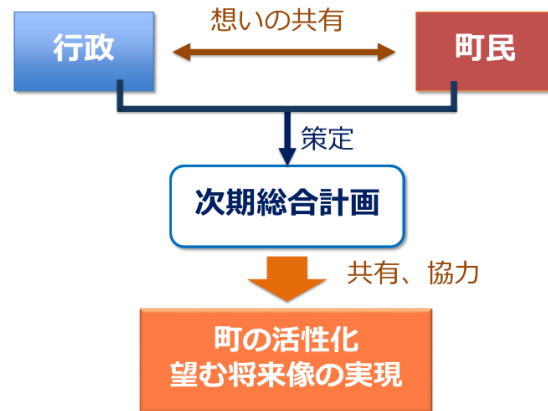 想いの共有
行政
町民
策定
次期総合計画
共有、協力
町の活性化
望む将来像の実現